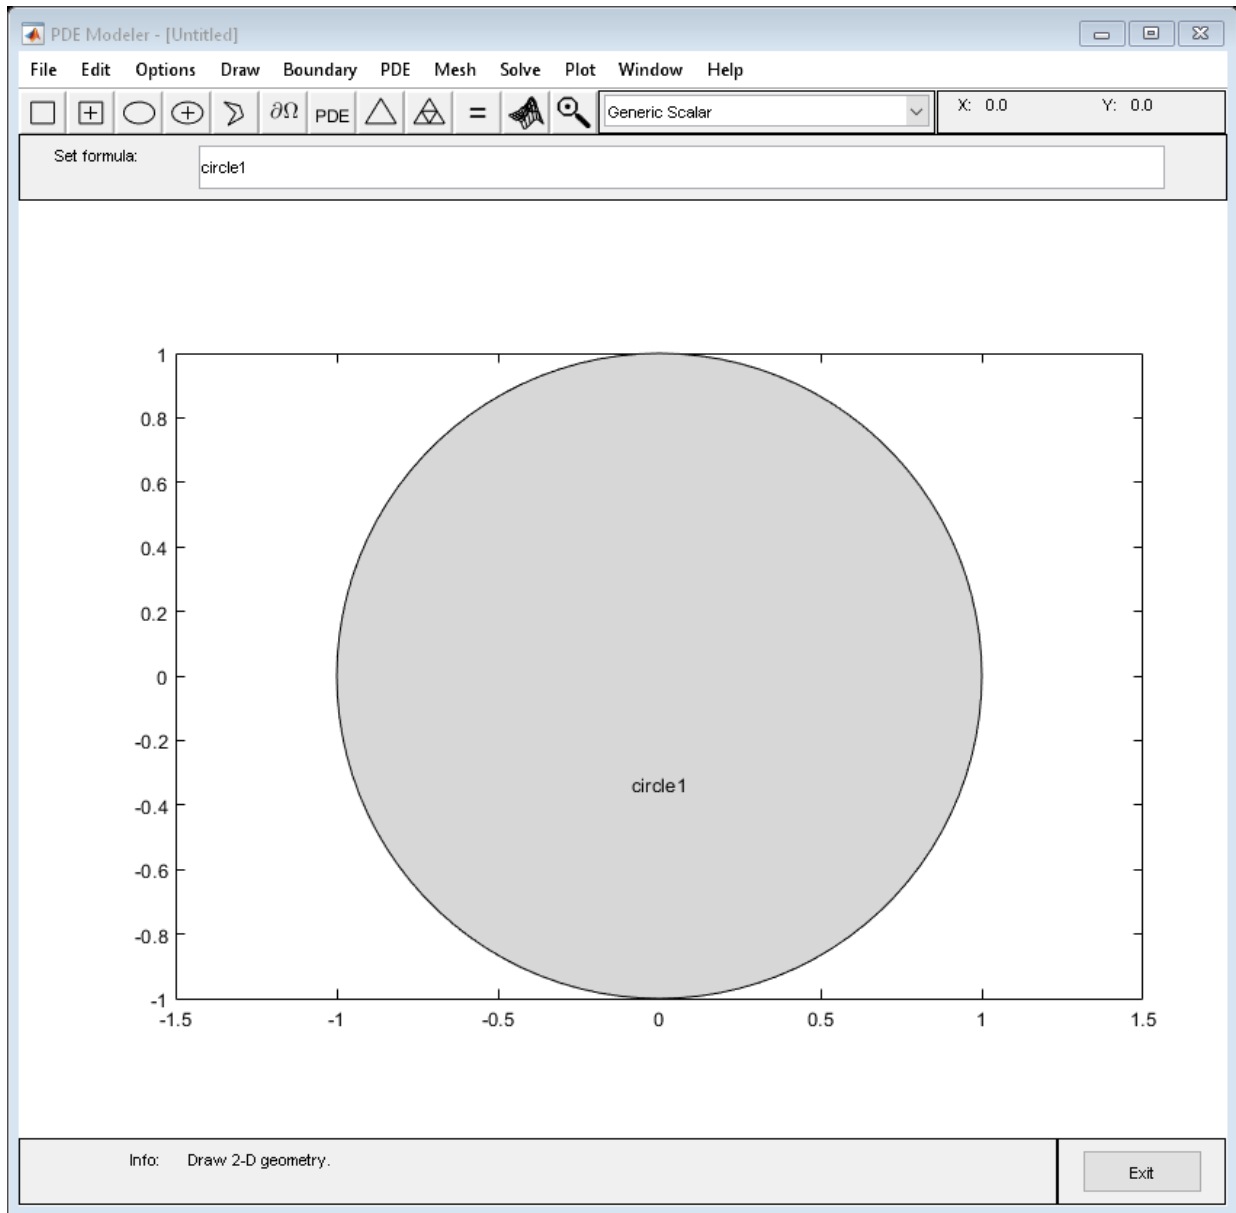 PDE Modeler - [Untitled]
File Edit Options Draw Boundary PDE Mesh Solve Plot Window Help
∂Ω PDE = Generic Scalar X: 0.0 Y: 0.0
Set formula: circle1
1
0.8
0.6
0.4
0.2
0
-0.2
circle1
-0.4
-0.6
-0.8
-1
-1.5 -1 -0.5 0 0.5 1 1.5
Info: Draw 2-D geometry. Exit